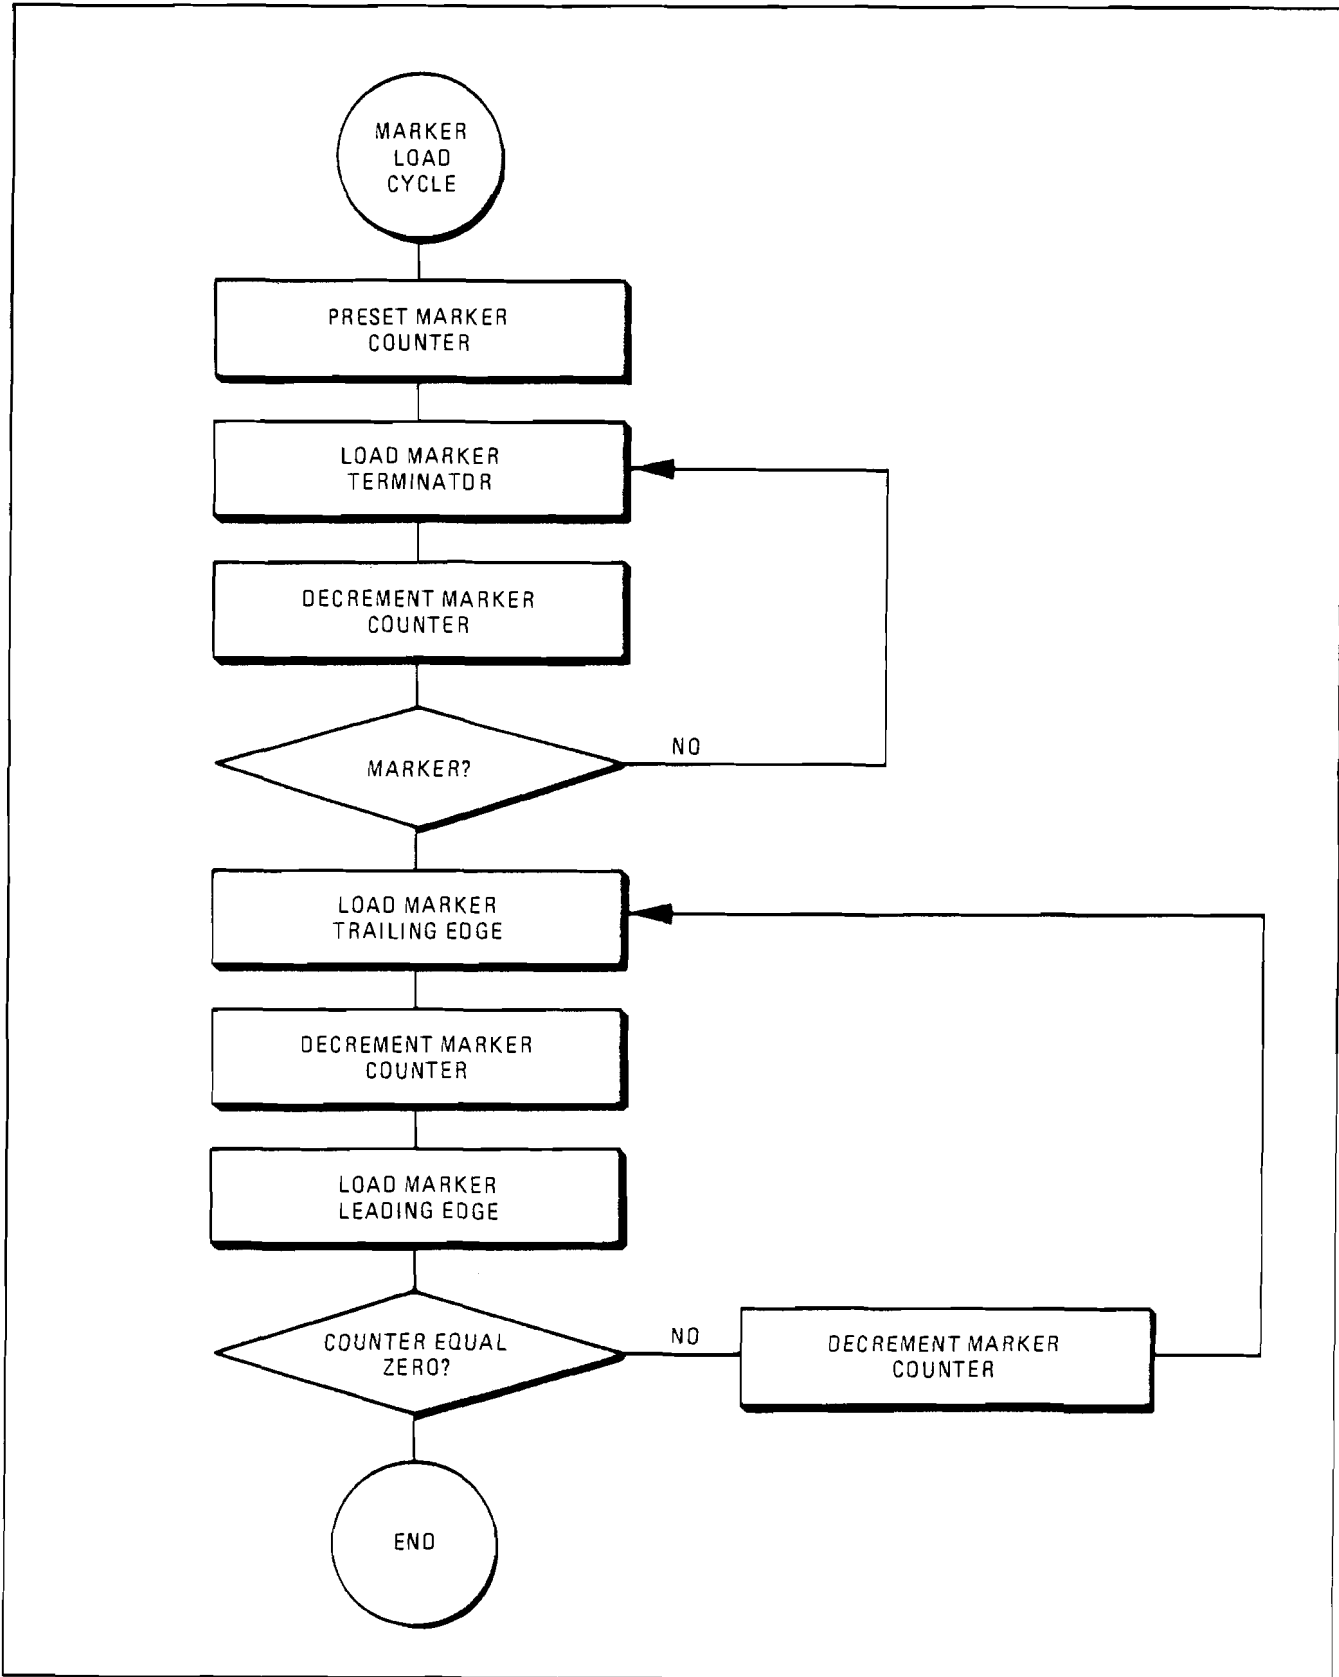 MARKER
LOAD
CYCLE
PRESET MARKER
COUNTER
LOAD MARKER
TERMINATOR
DECREMENT MARKER
COUNTER
MARKER?
NO
LOAD MARKER
TRAILING EDGE
DECREMENT MARKER
COUNTER
LOAD MARKER
LEADING EDGE
COUNTER EQUAL
ZERO?
NO
DECREMENT MARKER
COUNTER
END